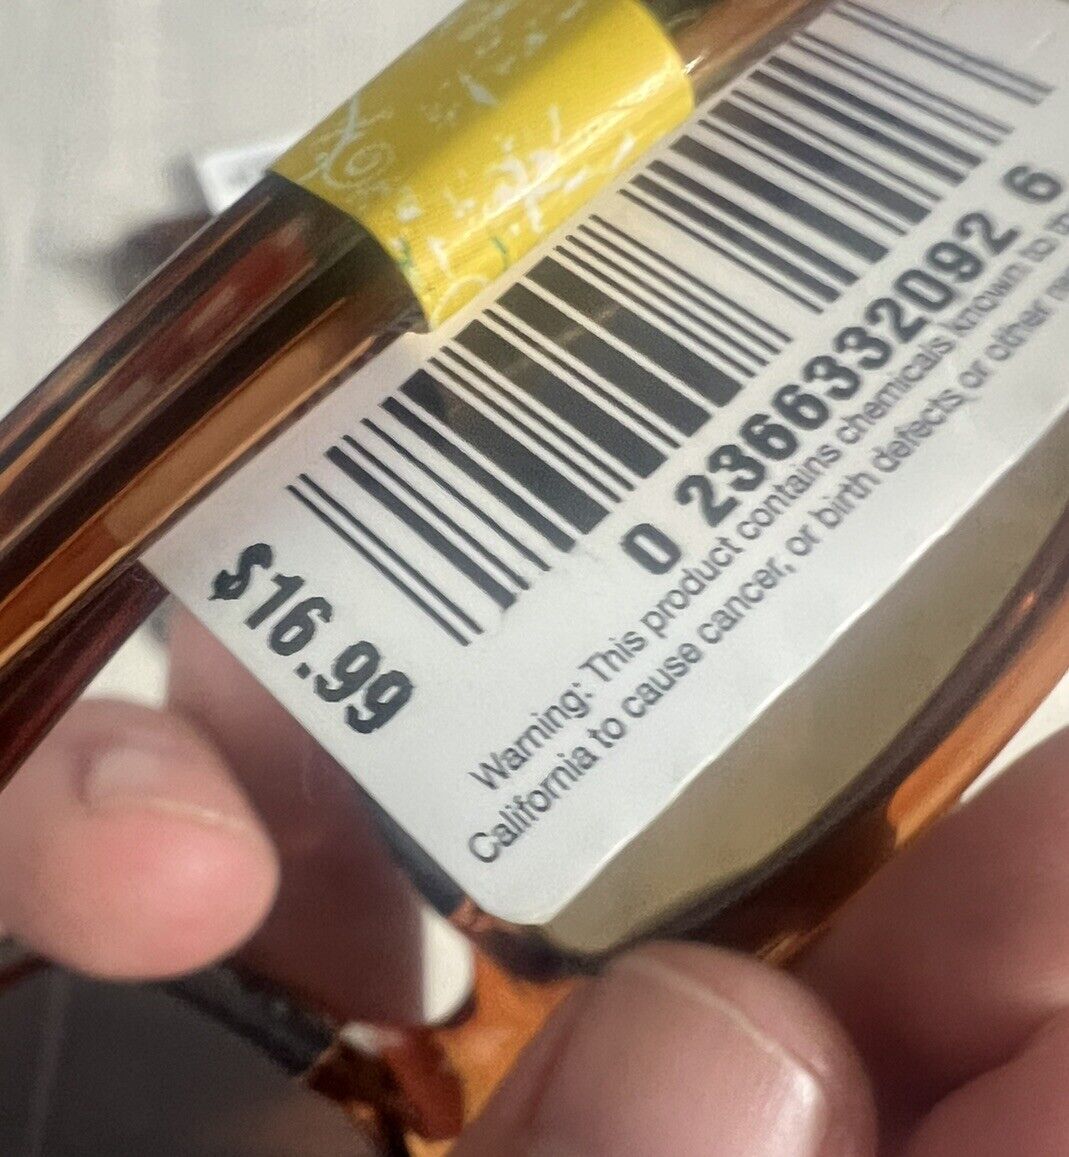 $16.99
0 2366332092 6
Warning: This product contains chemicals known to
California to cause cancer, or birth defects or other